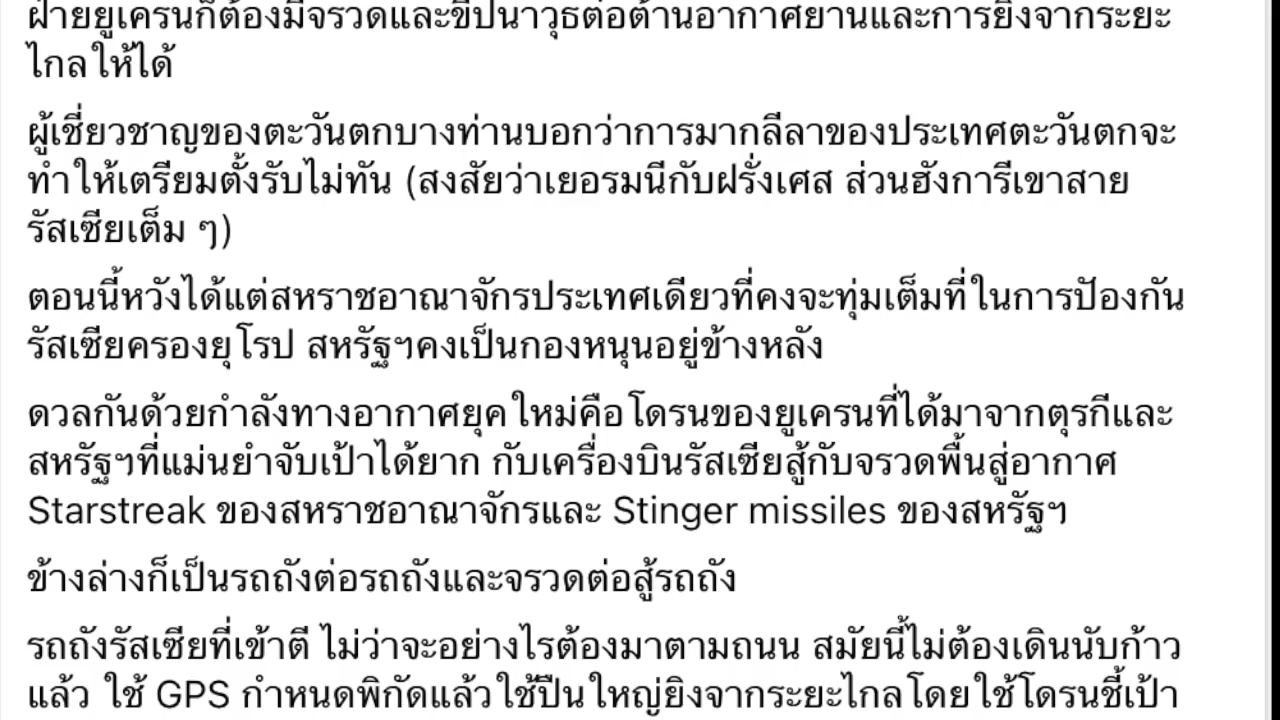 ฝ่ายยูเครนก็ต้องมีจรวดและขีปนาวุธต่อต้านอากาศยานและการยิงจากระยะ
ไกลให้ได้
ผู้เชี่ยวชาญของตะวันตกบางท่านบอกว่าการมากลีลาของประเทศตะวันตกจะ
ทำให้เตรียมตั้งรับไม่ทัน (สงสัยว่าเยอรมนีกับฝรั่งเศส ส่วนฮังการีเขาสาย
รัสเซียเต็ม ๆ)
ตอนนี้หวังได้แต่สหราชอาณาจักรประเทศเดียวที่คงจะทุ่มเต็มที่ในการป้องกัน
รัสเซียครองยุโรป สหรัฐฯคงเป็นกองหนุนอยู่ข้างหลัง
ดวลกันด้วยกำลังทางอากาศยุคใหม่คือโดรนของยูเครนที่ได้มาจากตุรกีและ
สหรัฐฯที่แม่นยำจับเป้าได้ยาก กับเครื่องบินรัสเซียสู้กับจรวดพื้นสู่อากาศ
Starstreak ของสหราชอาณาจักรและ Stinger missiles ของสหรัฐฯ
ข้างล่างก็เป็นรถถังต่อรถถังและจรวดต่อสู้รถถัง
รถถังรัสเซียที่เข้าตี ไม่ว่าจะอย่างไรต้องมาตามถนน สมัยนี้ไม่ต้องเดินนับก้าว
แล้ว ใช้ GPS กำหนดพิกัดแล้วใช้ปืนใหญ่ยิงจากระยะไกลโดยใช้โดรนชี้เป้า